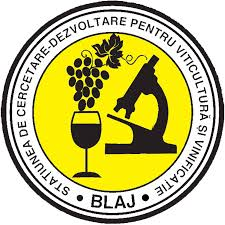 STAȚIUNEA DE CERCETARE-DEZVOLTARE PENTRU VITICULTURĂ ȘI VINIFICAȚIE
• BLAJ •